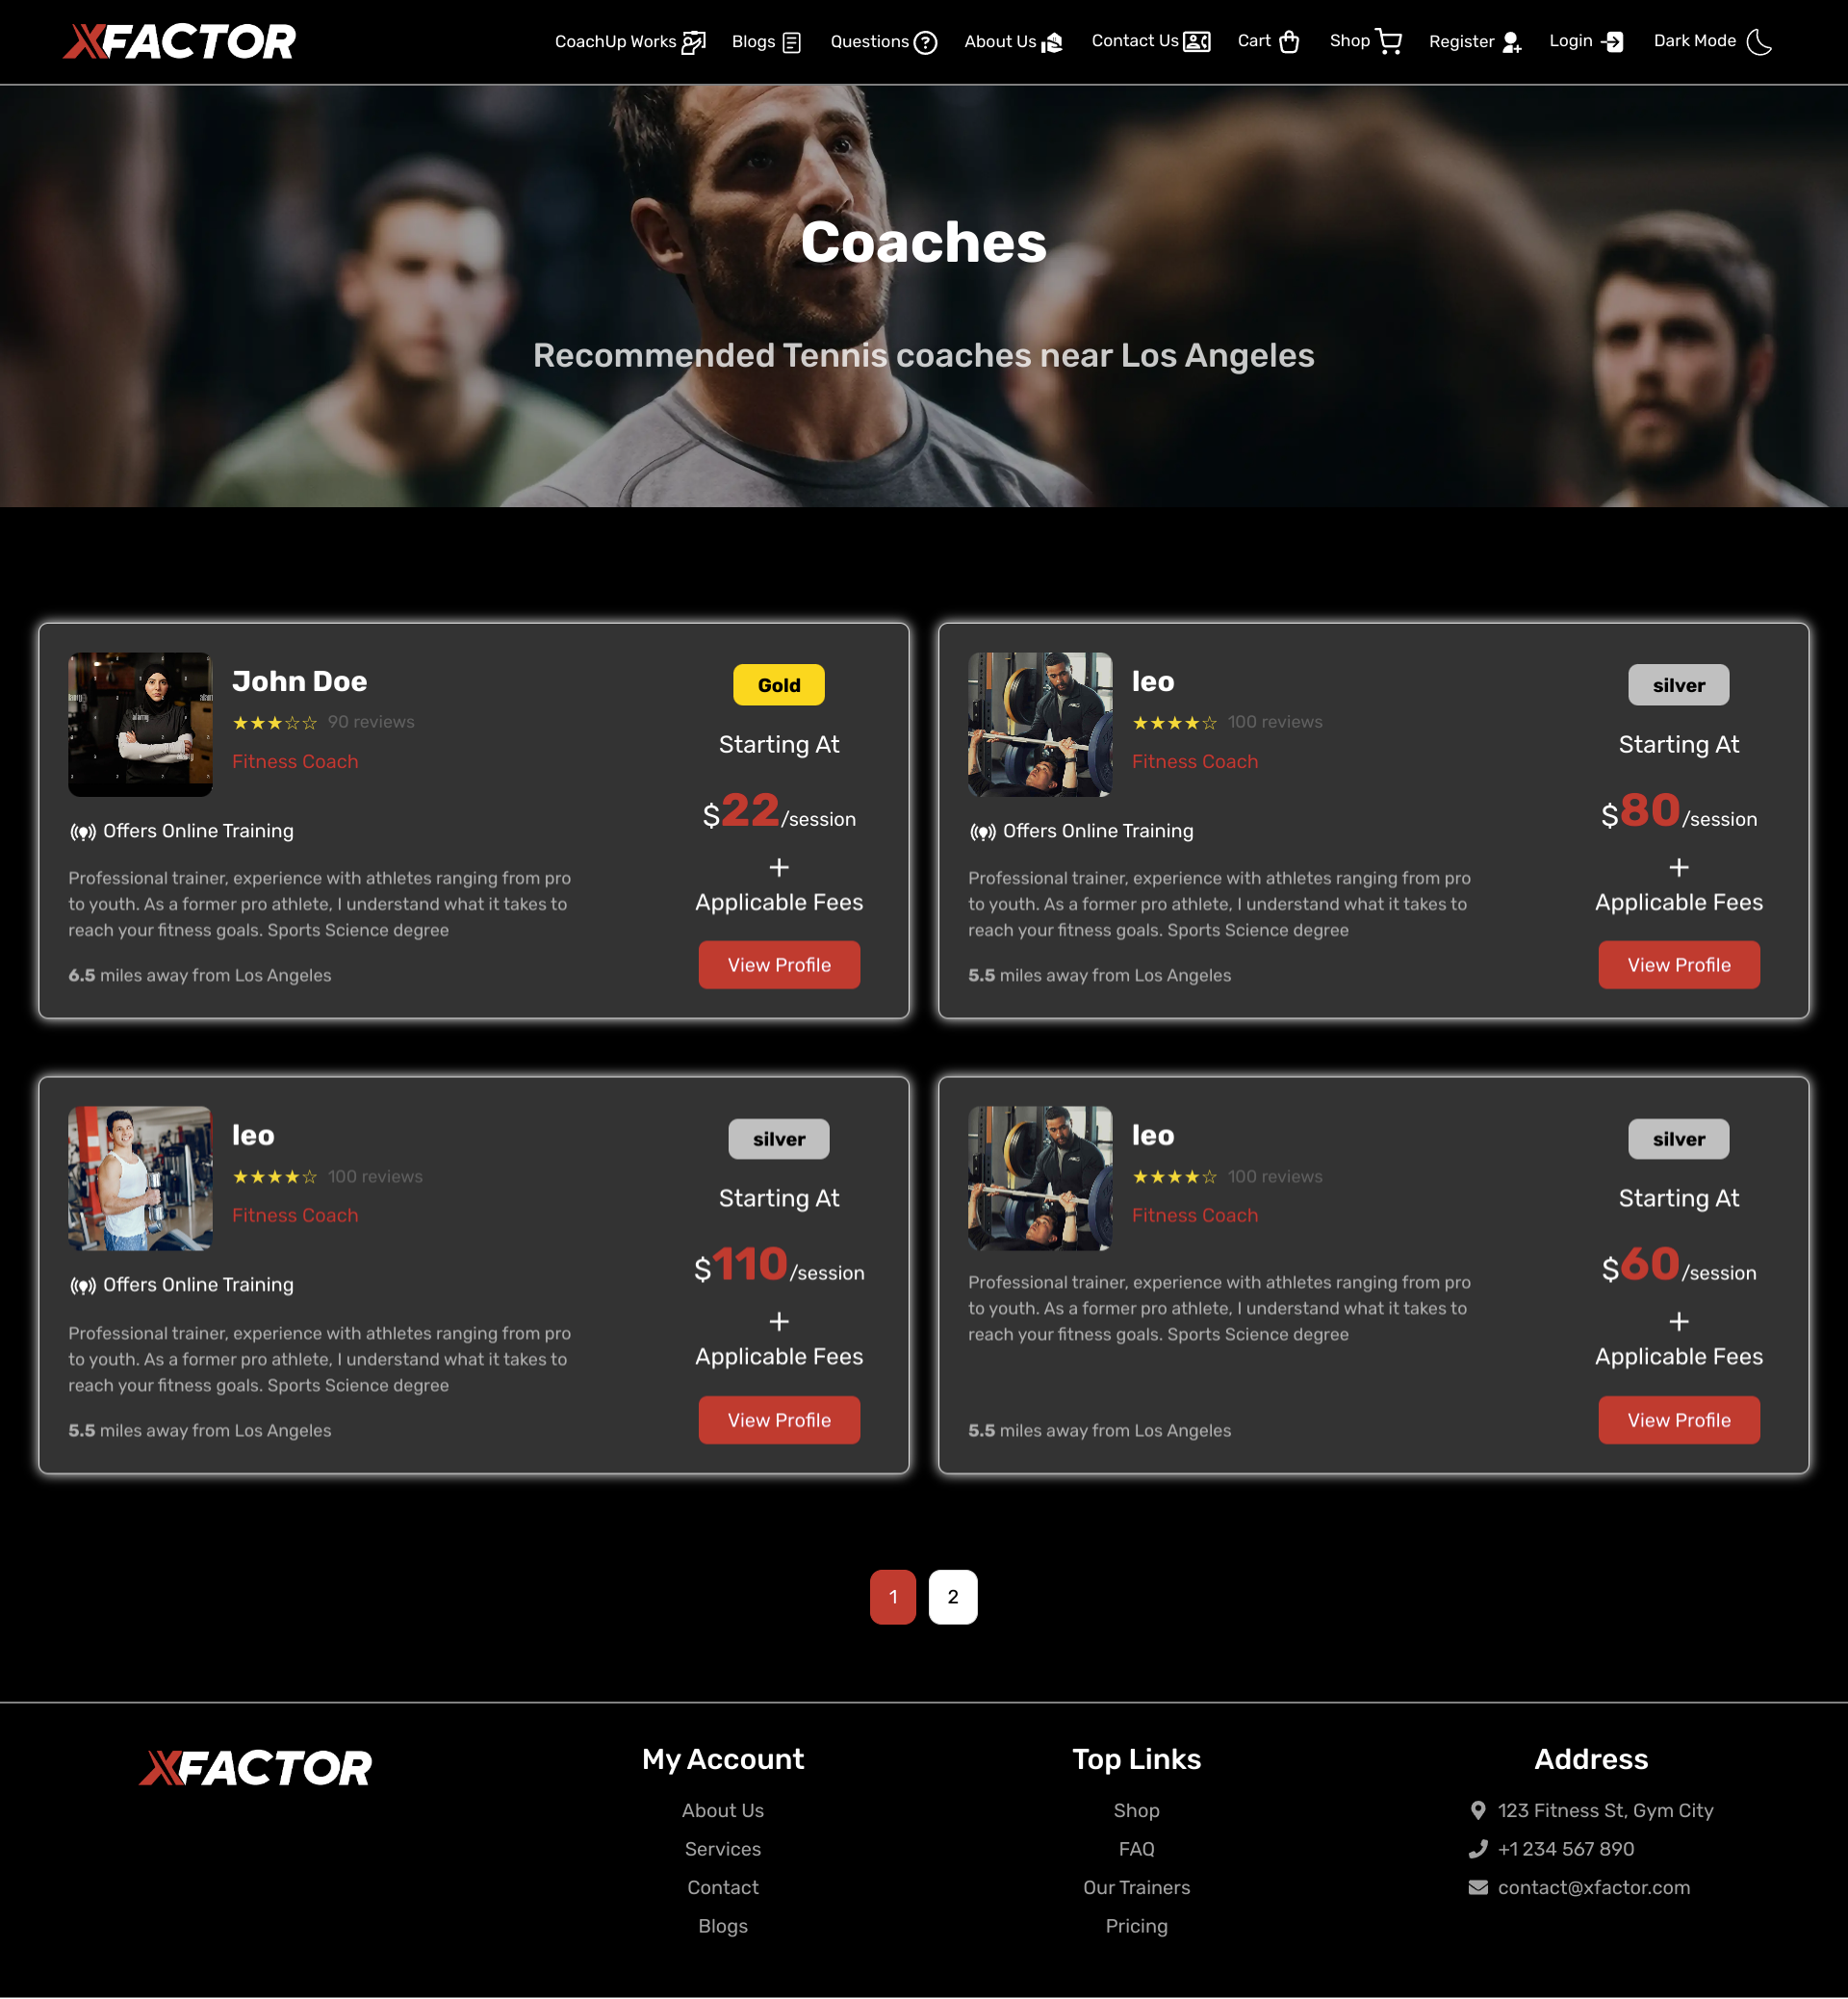 XFACTOR
CoachUp Works
Blogs
Questions
About Us
Contact Us
Cart
Shop
Register
Login
Dark Mode
Coaches
Recommended Tennis coaches near Los Angeles
John Doe
★★★☆☆ 90 reviews
Fitness Coach
Offers Online Training
Professional trainer, experience with athletes ranging from pro
to youth. As a former pro athlete, I understand what it takes to
reach your fitness goals. Sports Science degree
6.5 miles away from Los Angeles
Gold
Starting At
$22/session
+
Applicable Fees
View Profile
leo
★★★★☆ 100 reviews
Fitness Coach
Offers Online Training
Professional trainer, experience with athletes ranging from pro
to youth. As a former pro athlete, I understand what it takes to
reach your fitness goals. Sports Science degree
5.5 miles away from Los Angeles
silver
Starting At
$80/session
+
Applicable Fees
View Profile
leo
★★★★☆ 100 reviews
Fitness Coach
Offers Online Training
Professional trainer, experience with athletes ranging from pro
to youth. As a former pro athlete, I understand what it takes to
reach your fitness goals. Sports Science degree
5.5 miles away from Los Angeles
silver
Starting At
$110/session
+
Applicable Fees
View Profile
leo
★★★★☆ 100 reviews
Fitness Coach
Professional trainer, experience with athletes ranging from pro
to youth. As a former pro athlete, I understand what it takes to
reach your fitness goals. Sports Science degree
5.5 miles away from Los Angeles
silver
Starting At
$60/session
+
Applicable Fees
View Profile
1
2
XFACTOR
My Account
About Us
Services
Contact
Blogs
Top Links
Shop
FAQ
Our Trainers
Pricing
Address
123 Fitness St, Gym City
+1 234 567 890
contact@xfactor.com